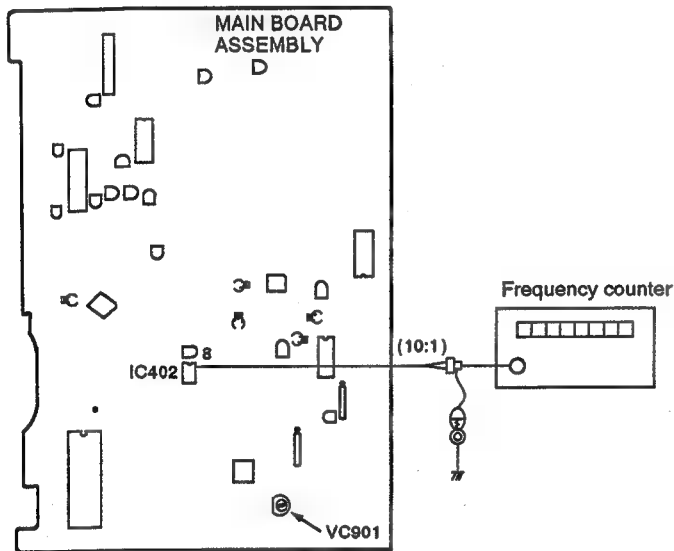 MAIN BOARD
ASSEMBLY
Frequency counter
(10:1)
8
IC402
VC901